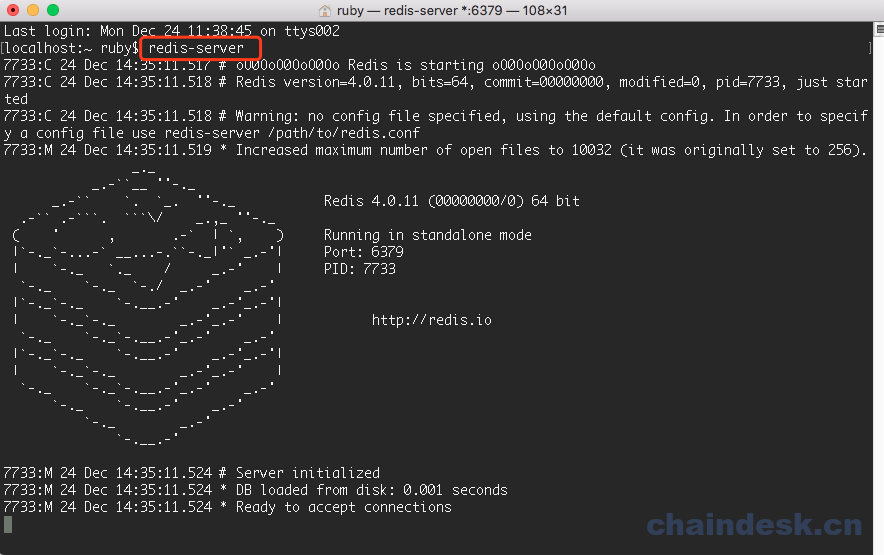 ruby — redis-server *:6379 — 108×31
Last login: Mon Dec 24 11:38:45 on ttys002
[localhost:~ ruby$ redis-server ]
7733:C 24 Dec 14:35:11.517 # oO0OoO0OoO0Oo Redis is starting oO0OoO0OoO0Oo
7733:C 24 Dec 14:35:11.518 # Redis version=4.0.11, bits=64, commit=00000000, modified=0, pid=7733, just star
ted
7733:C 24 Dec 14:35:11.518 # Warning: no config file specified, using the default config. In order to specif
y a config file use redis-server /path/to/redis.conf
7733:M 24 Dec 14:35:11.519 * Increased maximum number of open files to 10032 (it was originally set to 256).
Redis 4.0.11 (00000000/0) 64 bit
Running in standalone mode
Port: 6379
PID: 7733
http://redis.io
7733:M 24 Dec 14:35:11.524 # Server initialized
7733:M 24 Dec 14:35:11.524 * DB loaded from disk: 0.001 seconds
7733:M 24 Dec 14:35:11.524 * Ready to accept connections
chaindesk.cn